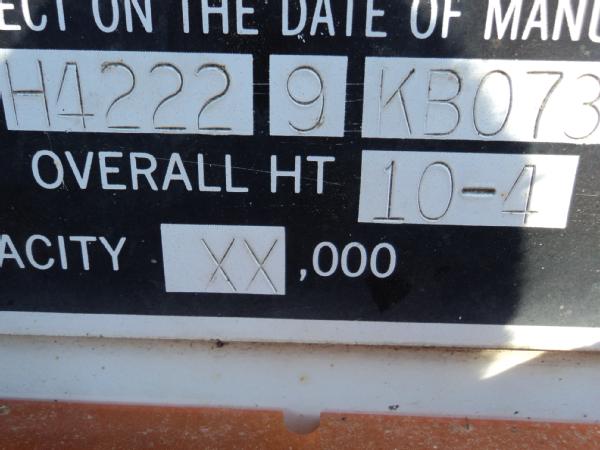 ECT ON THE DATE OF MANU
H4222 9 KB073
OVERALL HT 10-4
ACITY XX ,000